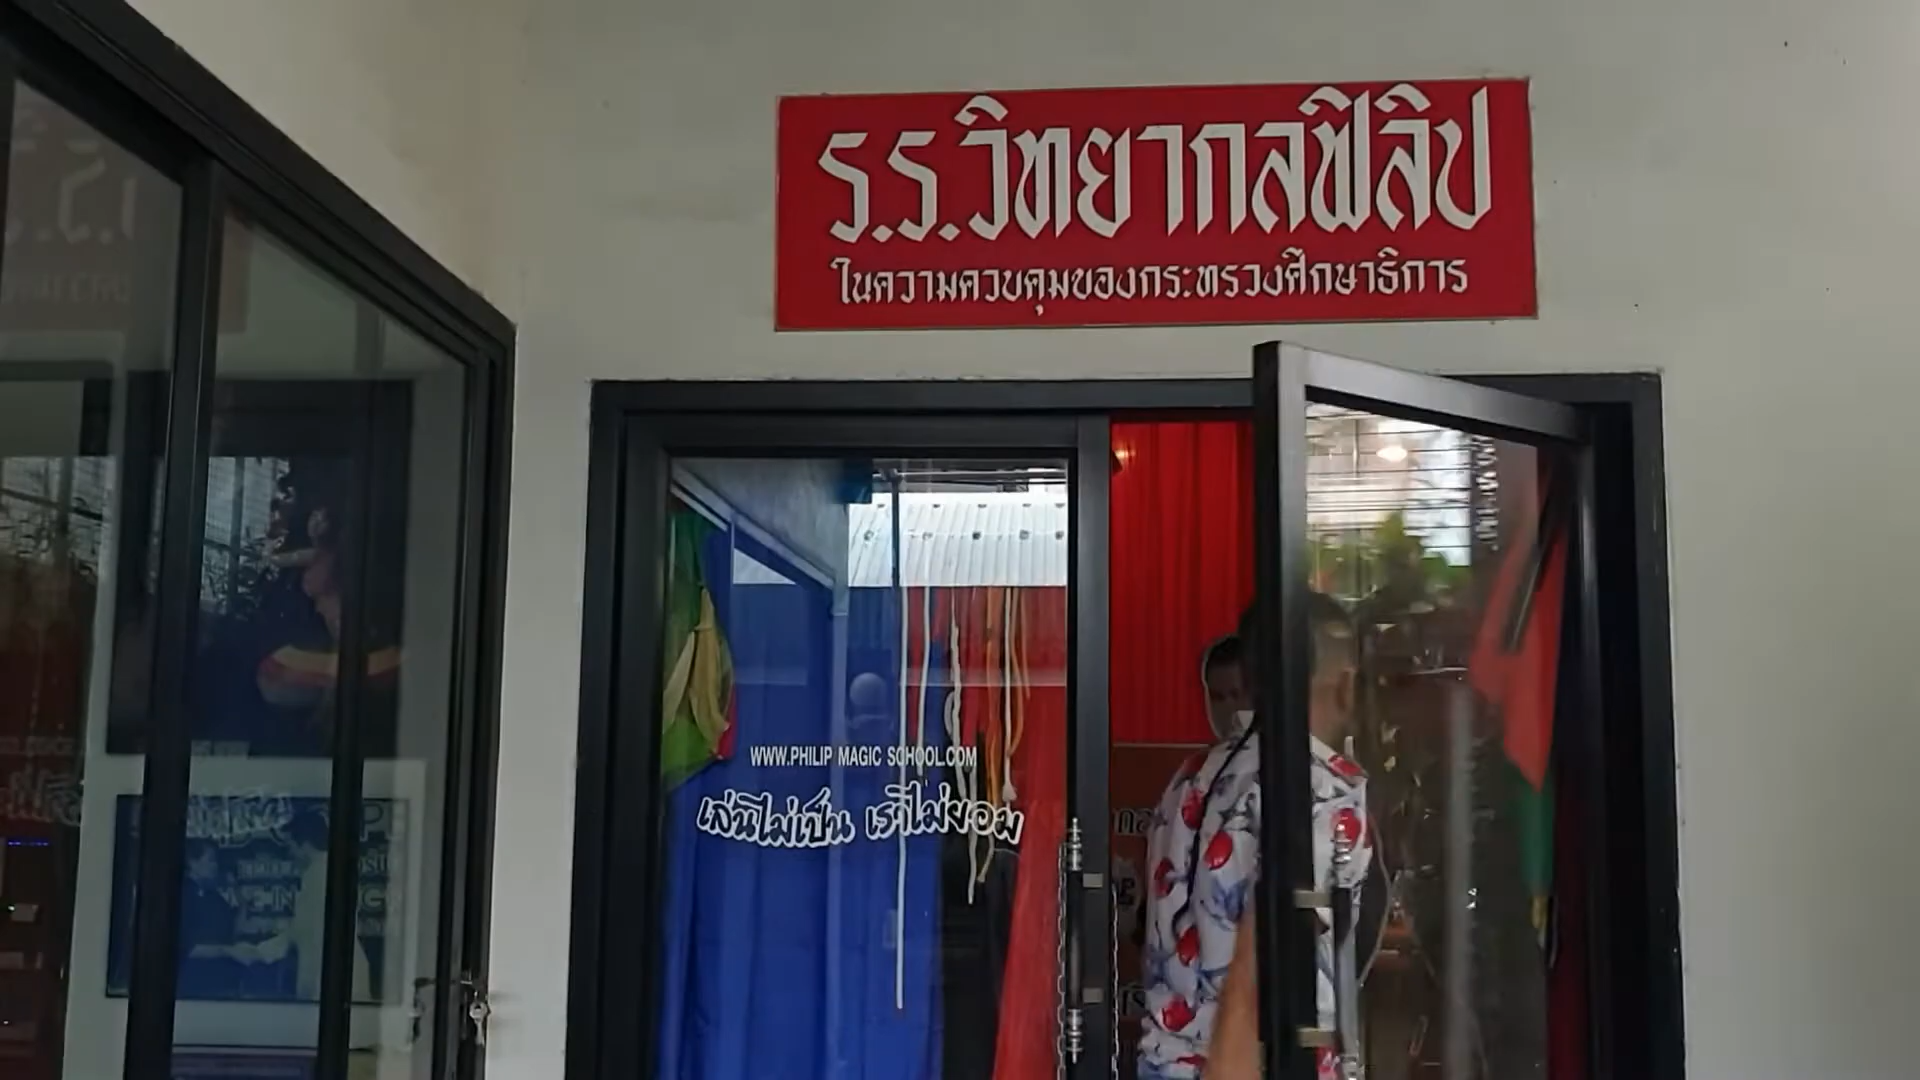 ร.ร.วิทยากลฟิลิป
ในความควบคุมของกระทรวงศึกษาธิการ
WWW.PHILIP MAGIC SCHOOL.COM
เล่นไม่เป็น เราไม่ยอม